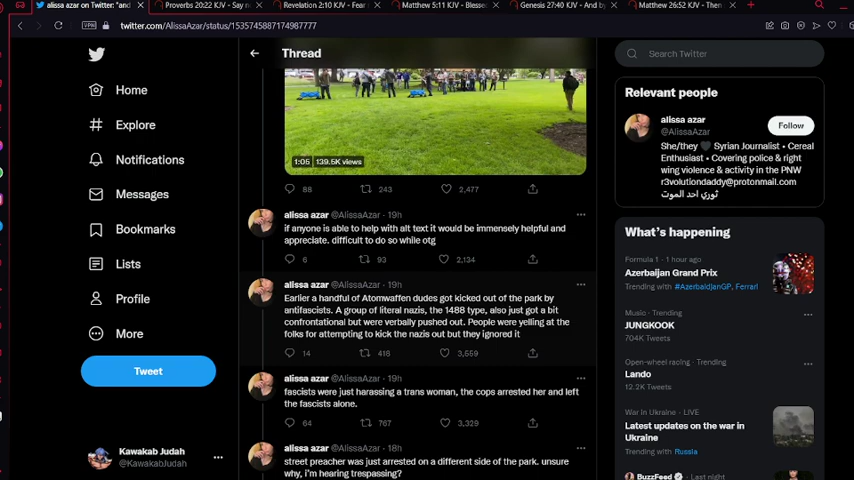 alissa azar on Twitter: "and
Proverbs 20:22 KJV - Say n
Revelation 2:10 KJV - Fear n
Matthew 5:11 KJV - Blessed
Genesis 27:40 KJV - And by
Matthew 26:52 KJV - Then
VPN
twitter.com/AlissaAzar/status/1535745871174987777
Home
Explore
Notifications
Messages
Bookmarks
Lists
Profile
More
Tweet
Kawakab Judah
@KawakbJudah
Thread
1:05 139.5K views
88 243 2,477
alissa azar @AlissaAzar · 19h
if anyone is able to help with alt text it would be immensely helpful and
appreciate. difficult to do so while otg
6 93 2,134
alissa azar @AlissaAzar · 19h
Earlier a handful of Atomwaffen dudes got kicked out of the park by
antifascists. A group of literal nazis, the 1488 type, also just got a bit
confrontational but were verbally pushed out. People were yelling at the
folks for attempting to kick the nazis out but they ignored it
14 418 3,559
alissa azar @AlissaAzar · 19h
fascists were just harassing a trans woman, the cops arrested her and left
the fascists alone.
64 767 3,329
alissa azar @AlissaAzar · 18h
street preacher was just arrested on a different side of the park. unsure
why, i'm hearing trespassing?
Search Twitter
Relevant people
alissa azar
@AlissaAzar
Follow
She/they 🖤 Syrian Journalist • Cereal
Enthusiast • Covering police & right
wing violence & activity in the PNW
r3volutiondaddy@protonmail.com
ثوري احد الموت
What's happening
Formula 1 · 1 hour ago
Azerbaijan Grand Prix
Trending with #AzerbaijanGP, Ferrari
Music · Trending
JUNGKOOK
704K Tweets
Open-wheel racing · Trending
Lando
12.2K Tweets
War in Ukraine · LIVE
Latest updates on the war in
Ukraine
Trending with Russia
BuzzFeed · Last night